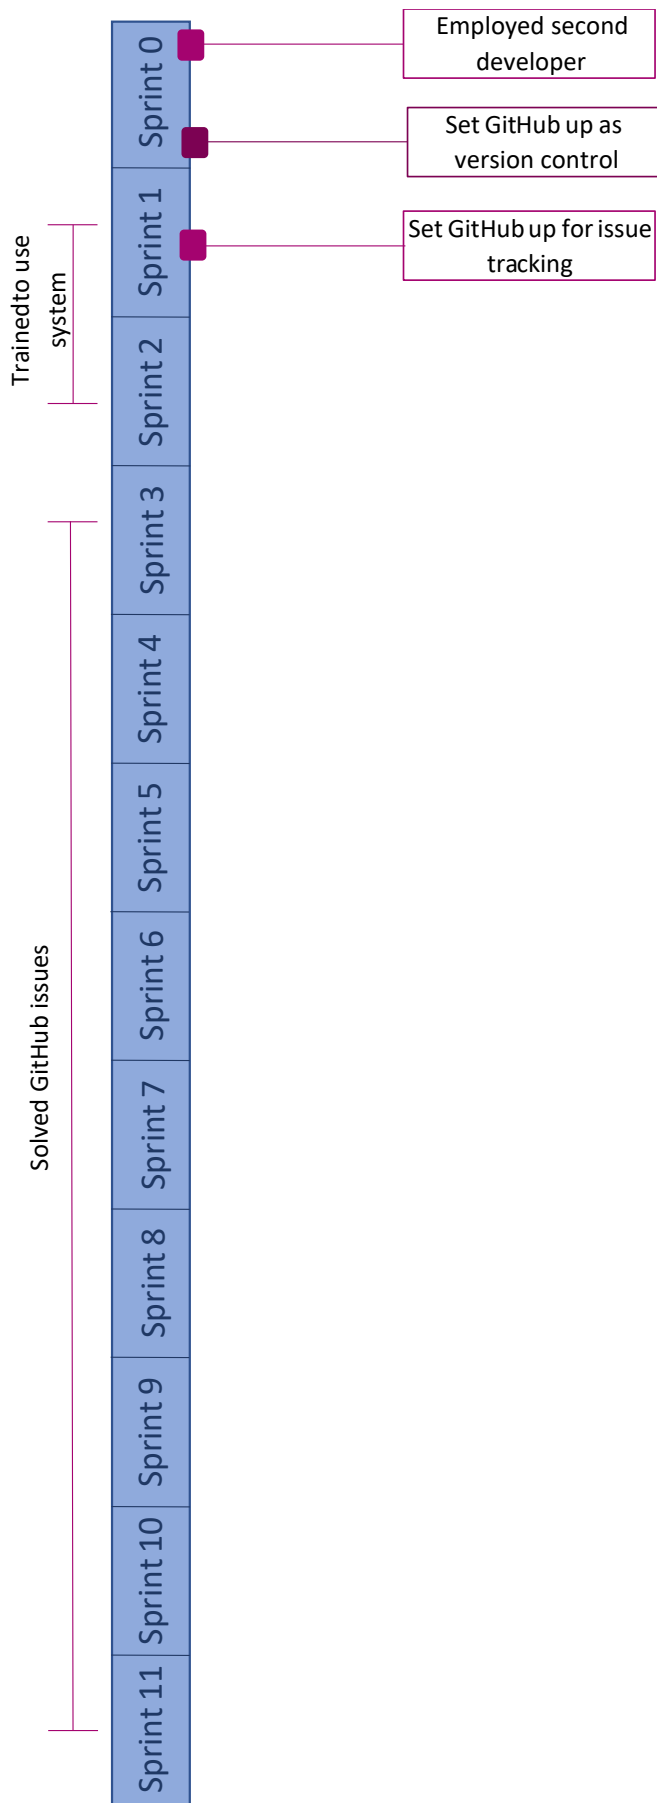 Employed second
developer
Set GitHub up as
version control
Set GitHub up for issue
tracking
Sprint 0
Sprint 1
Sprint 2
Sprint 3
Sprint 4
Sprint 5
Sprint 6
Sprint 7
Sprint 8
Sprint 9
Sprint 10
Sprint 11
Trainedto use
system
Solved GitHub issues